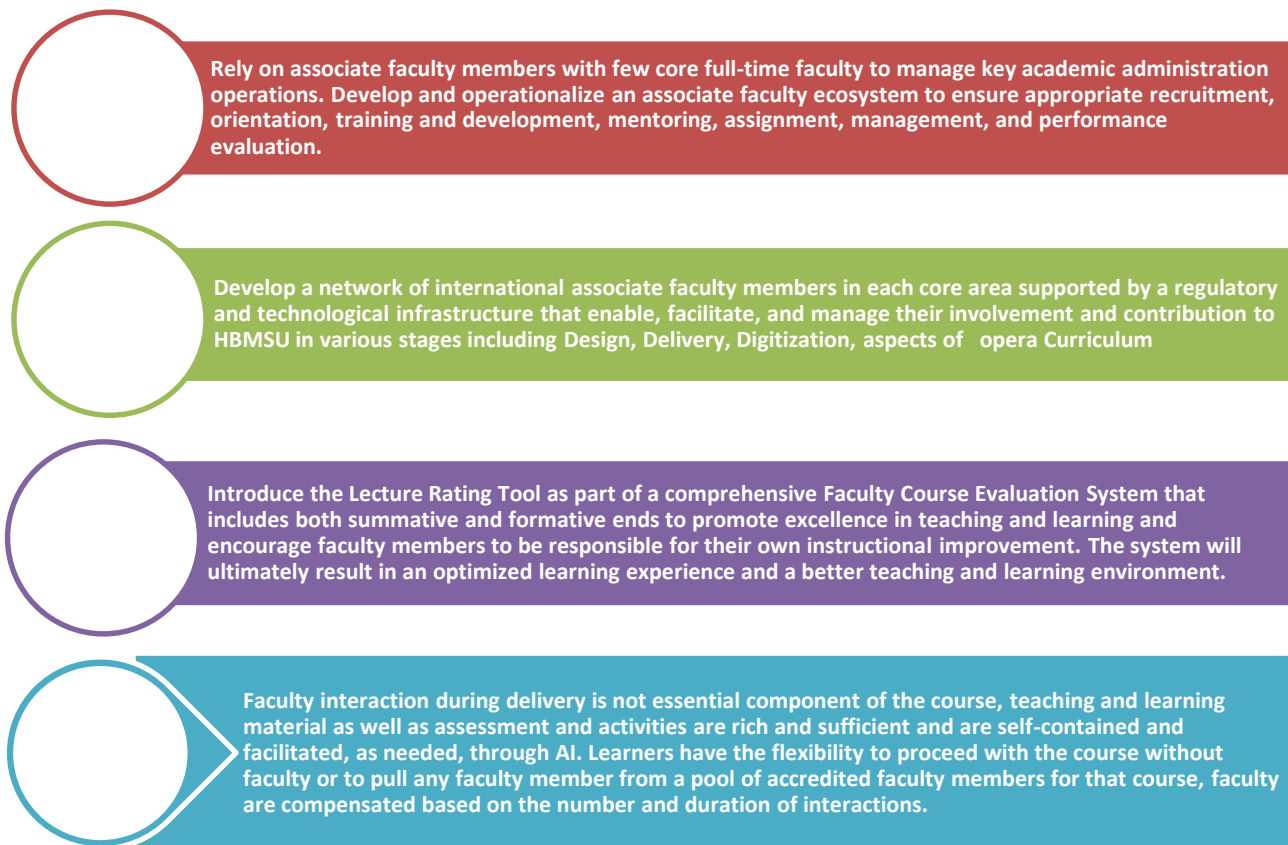 Rely on associate faculty members with few core full-time faculty to manage key academic administration
operations. Develop and operationalize an associate faculty ecosystem to ensure appropriate recruitment,
orientation, training and development, mentoring, assignment, management, and performance
evaluation.
Develop a network of international associate faculty members in each core area supported by a regulatory
and technological infrastructure that enable, facilitate, and manage their involvement and contribution to
HBMSU in various stages including Design, Delivery, Digitization, aspects of opera Curriculum
Introduce the Lecture Rating Tool as part of a comprehensive Faculty Course Evaluation System that
includes both summative and formative ends to promote excellence in teaching and learning and
encourage faculty members to be responsible for their own instructional improvement. The system will
ultimately result in an optimized learning experience and a better teaching and learning environment.
Faculty interaction during delivery is not essential component of the course, teaching and learning
material as well as assessment and activities are rich and sufficient and are self-contained and
facilitated, as needed, through AI. Learners have the flexibility to proceed with the course without
faculty or to pull any faculty member from a pool of accredited faculty members for that course, faculty
are compensated based on the number and duration of interactions.